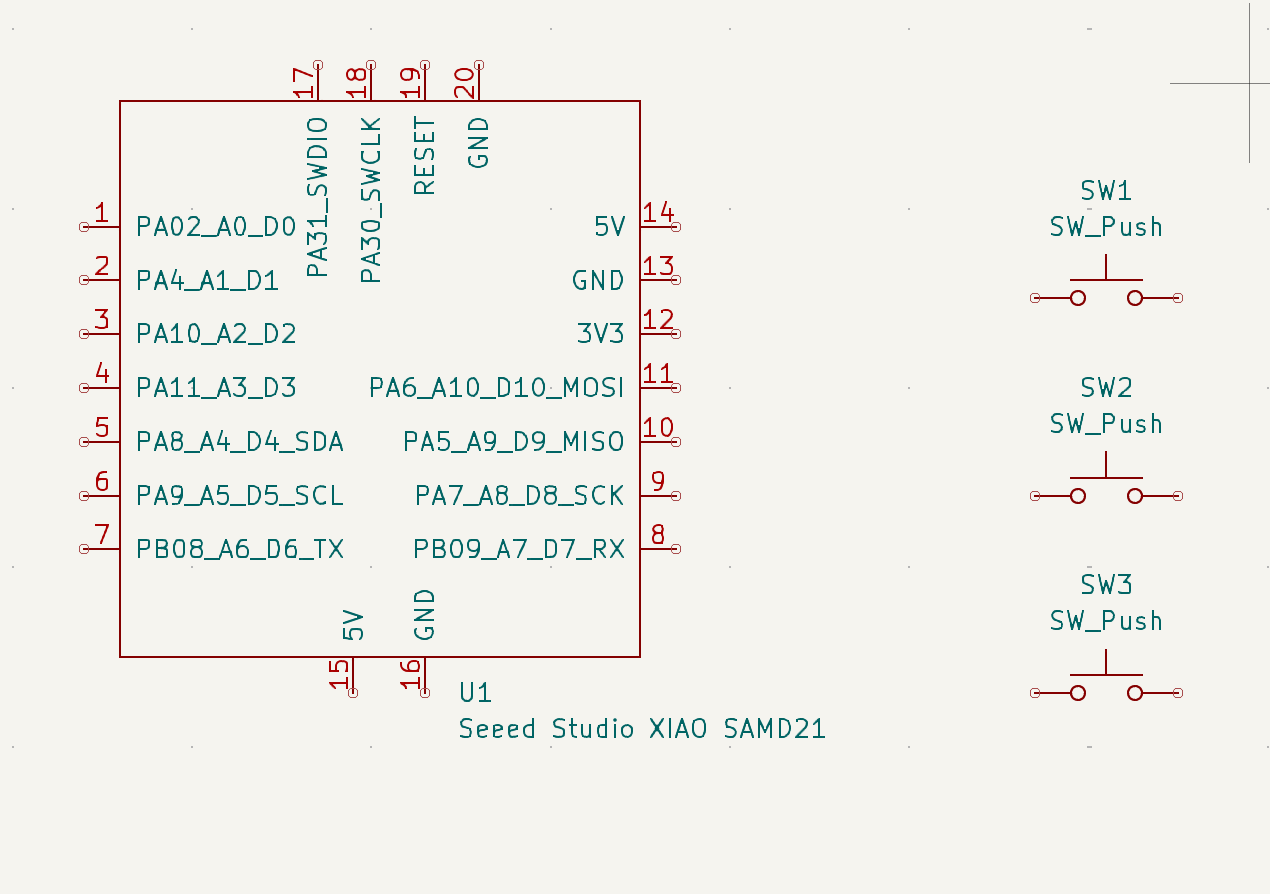 17 18 19 20
PA31_SWDIO
PA30_SWCLK
RESET
GND
1 PA02_A0_D0
2 PA4_A1_D1
3 PA10_A2_D2
4 PA11_A3_D3
5 PA8_A4_D4_SDA
6 PA9_A5_D5_SCL
7 PB08_A6_D6_TX
5V 14
GND 13
3V3 12
PA6_A10_D10_MOSI 11
PA5_A9_D9_MISO 10
PA7_A8_D8_SCK 9
PB09_A7_D7_RX 8
5V
GND
15 16
U1
Seeed Studio XIAO SAMD21
SW1
SW_Push
SW2
SW_Push
SW3
SW_Push